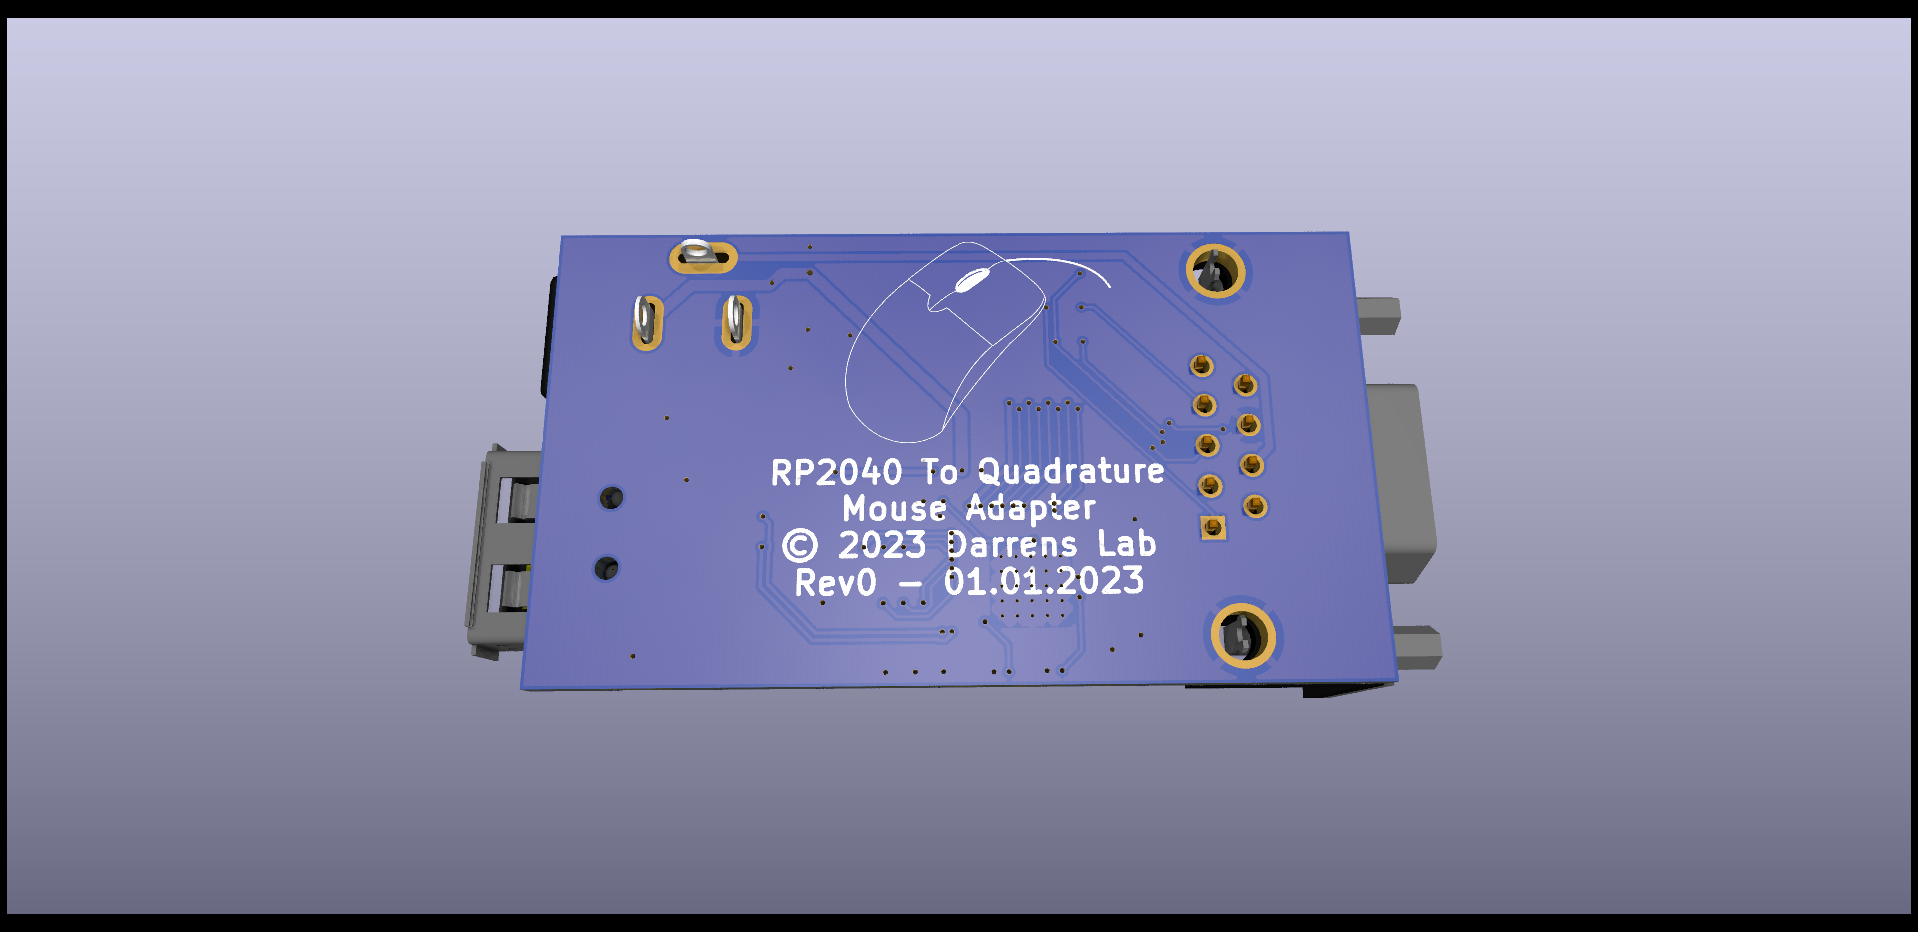 RP2040 To Quadrature
Mouse Adapter
© 2023 Darrens Lab
Rev0 - 01.01.2023